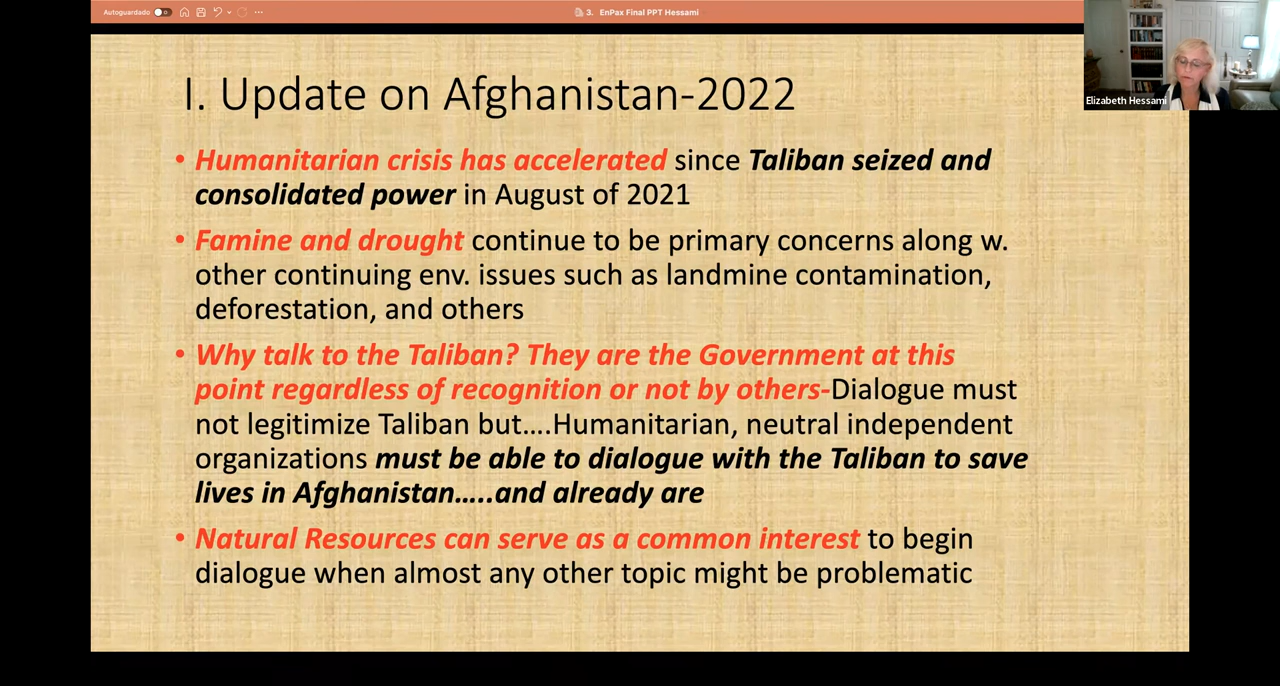 Autoguardado
3. EnPax Final PPT Hessami
Elizabeth Hessami
I. Update on Afghanistan-2022
• Humanitarian crisis has accelerated since Taliban seized and
consolidated power in August of 2021
• Famine and drought continue to be primary concerns along w.
other continuing env. issues such as landmine contamination,
deforestation, and others
• Why talk to the Taliban? They are the Government at this
point regardless of recognition or not by others-Dialogue must
not legitimize Taliban but....Humanitarian, neutral independent
organizations must be able to dialogue with the Taliban to save
lives in Afghanistan.....and already are
• Natural Resources can serve as a common interest to begin
dialogue when almost any other topic might be problematic